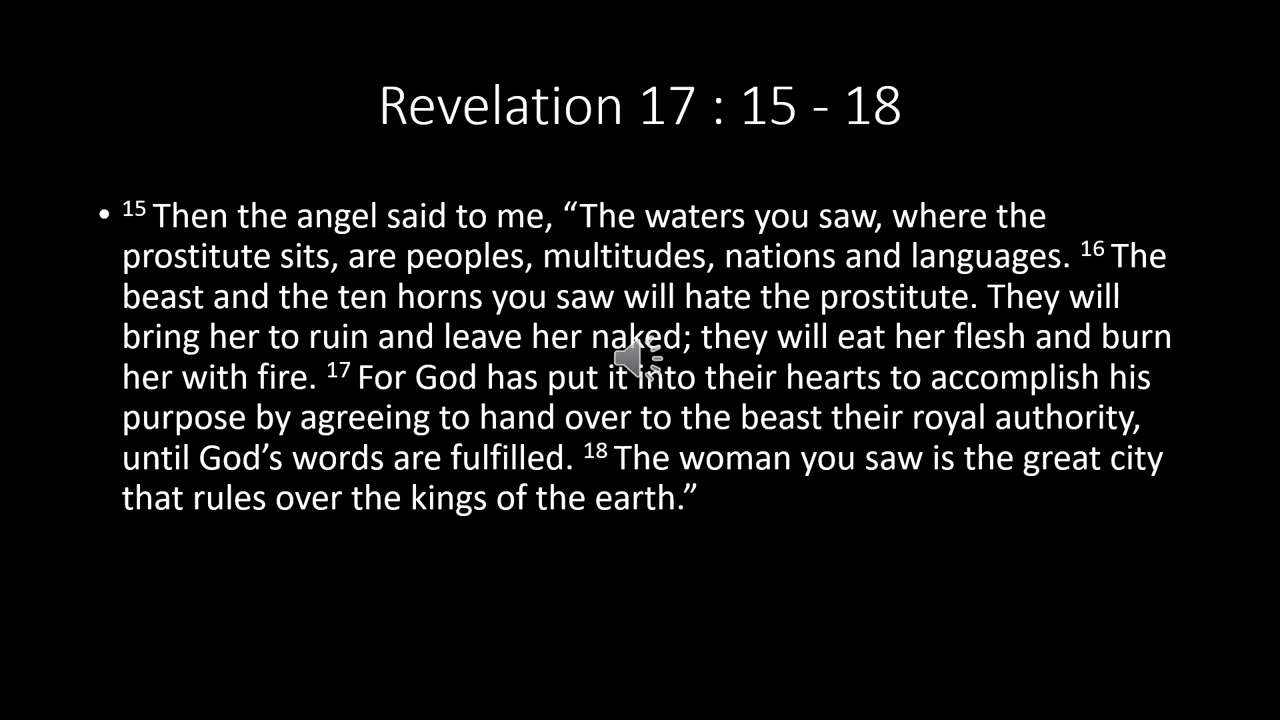 Revelation 17 : 15 - 18
• ¹⁵ Then the angel said to me, “The waters you saw, where the
prostitute sits, are peoples, multitudes, nations and languages. ¹⁶ The
beast and the ten horns you saw will hate the prostitute. They will
bring her to ruin and leave her naked; they will eat her flesh and burn
her with fire. ¹⁷ For God has put it into their hearts to accomplish his
purpose by agreeing to hand over to the beast their royal authority,
until God’s words are fulfilled. ¹⁸ The woman you saw is the great city
that rules over the kings of the earth.”